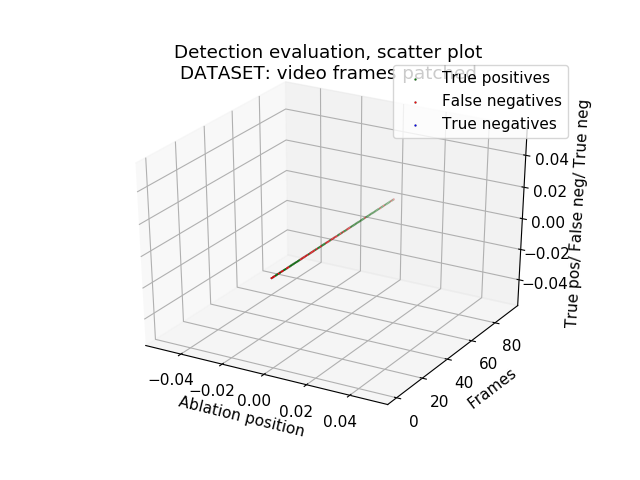 Detection evaluation, scatter plot
DATASET: video frames patched
True positives
False negatives
True negatives
0.04
0.02
0.00
−0.02
−0.04
True pos/ False neg/ True neg
80
60
40
20
0
Frames
−0.04
−0.02
0.00
0.02
0.04
Ablation position